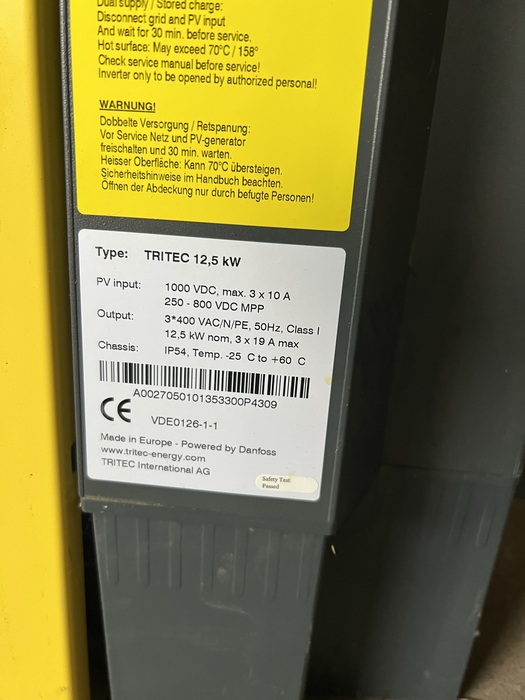 Dual supply / Stored charge:
Disconnect grid and PV input
And wait for 30 min. before service.
Hot surface: May exceed 70°C / 158°
Check service manual before service!
Inverter only to be opened by authorized personal!
WARNUNG!
Dobbelte Versorgung / Retspanung:
Vor Service Netz und PV-generator
freischalten und 30 min. warten.
Heisser Oberfläche: Kann 70°C übersteigen.
Sicherheitshinweise im Handbuch beachten.
Öffnen der Abdeckung nur durch befugte Personen!
Type: TRITEC 12,5 kW
PV input: 1000 VDC, max. 3 x 10 A
250 - 800 VDC MPP
Output: 3*400 VAC/N/PE, 50Hz, Class I
12,5 kW nom, 3 x 19 A max
Chassis: IP54, Temp. -25 C to +60 C
A0027050101353300P4309
CE VDE0126-1-1
Made in Europe - Powered by Danfoss
www.tritec-energy.com
TRITEC International AG
Safety Test
Passed